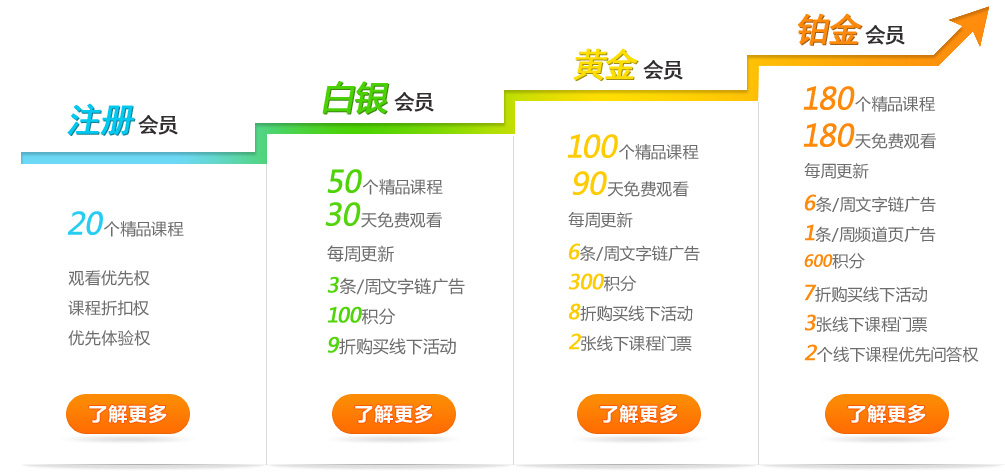 注册 会员
20个精品课程
观看优先权
课程折扣权
优先体验权
了解更多
白银 会员
50个精品课程
30天免费观看
每周更新
3条/周文字链广告
100积分
9折购买线下活动
了解更多
黄金 会员
100个精品课程
90天免费观看
每周更新
6条/周文字链广告
300积分
8折购买线下活动
2张线下课程门票
了解更多
铂金 会员
180个精品课程
180天免费观看
每周更新
6条/周文字链广告
1条/周频道页广告
600积分
7折购买线下活动
3张线下课程门票
2个线下课程优先问答权
了解更多